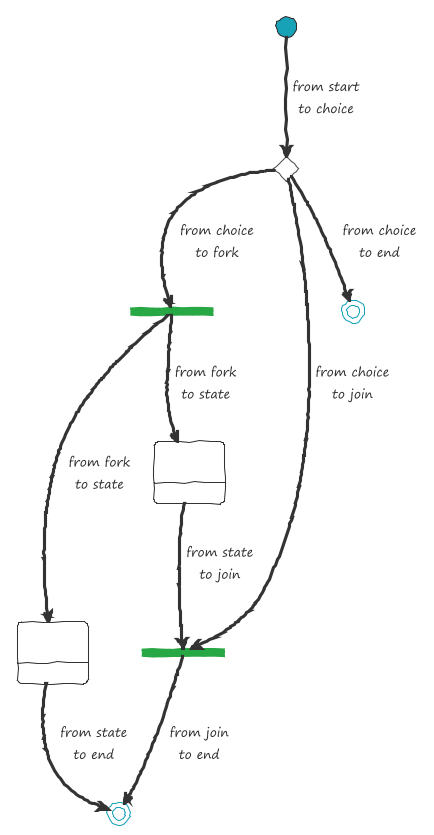 from start
to choice
from choice
to fork
from choice
to end
from fork
to state
from choice
to join
from fork
to state
from state
to join
from state
to end
from join
to end